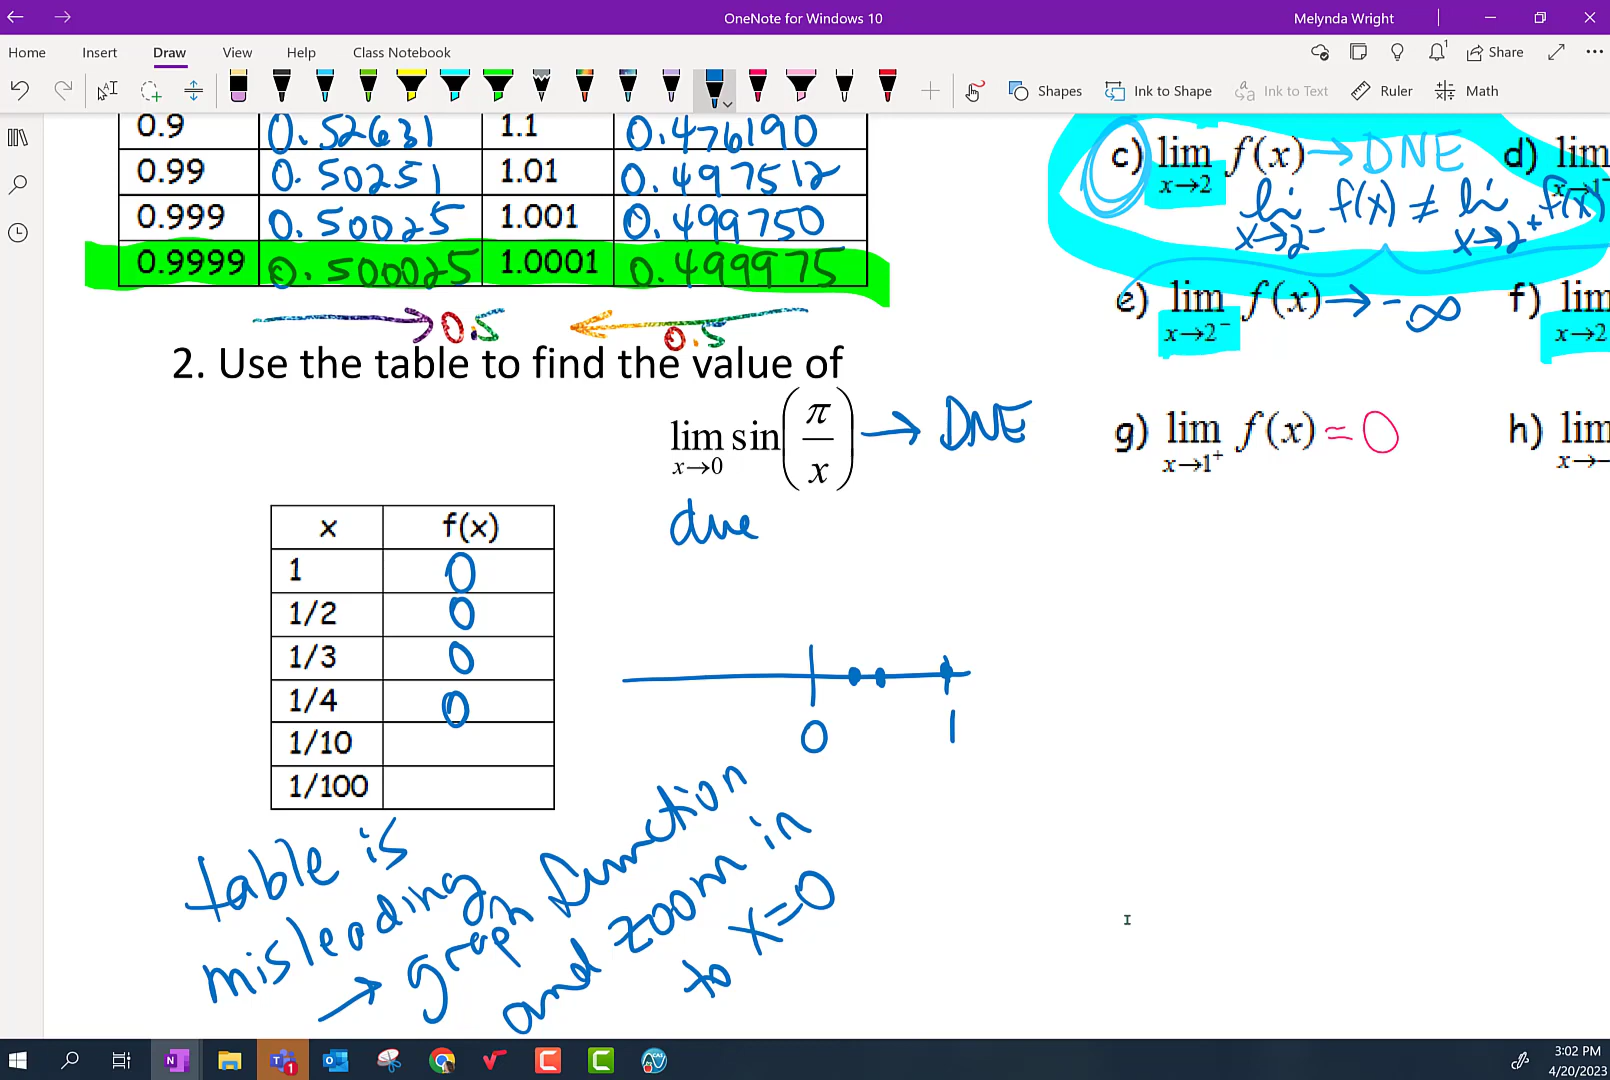 OneNote for Windows 10
Melynda Wright
Home Insert Draw View Help Class Notebook
Share
Shapes Ink to Shape Ink to Text Ruler Math
0.9 0.52631 1.1 0.476190
0.99 0.50251 1.01 0.497512
0.999 0.50025 1.001 0.499750
0.9999 0.500025 1.0001 0.499975
0.5 0.5
2. Use the table to find the value of
lim x→0 sin(π/x) → DNE
due
x f(x)
1 0
1/2 0
1/3 0
1/4 0
1/10
1/100
0 1
table is
misleading
→ graph function
and zoom in
to x=0
c) lim x→2 f(x) → DNE
lim x→2⁻ f(x) ≠ lim x→2⁺ f(x)
d) lim x→1
e) lim x→2⁻ f(x) → -∞
f) lim x→2
g) lim x→1⁺ f(x) = 0
h) lim x→-
3:02 PM
4/20/2023